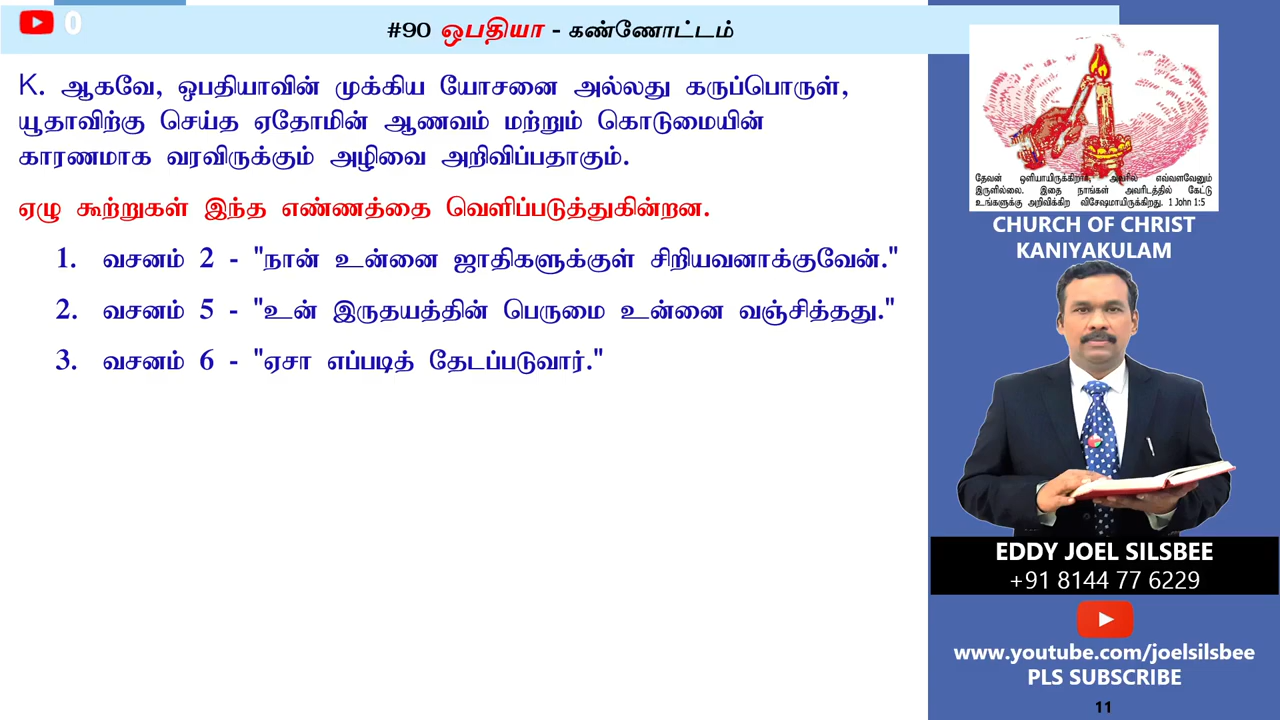 0
#90 ஒபதியா - கண்ணோட்டம்
K. ஆகவே, ஒபதியாவின் முக்கிய யோசனை அல்லது கருப்பொருள்,
யூதாவிற்கு செய்த ஏதோமின் ஆணவம் மற்றும் கொடுமையின்
காரணமாக வரவிருக்கும் அழிவை அறிவிப்பதாகும்.
ஏழு கூற்றுகள் இந்த எண்ணத்தை வெளிப்படுத்துகின்றன.
1. வசனம் 2 - "நான் உன்னை ஜாதிகளுக்குள் சிறியவனாக்குவேன்."
2. வசனம் 5 - "உன் இருதயத்தின் பெருமை உன்னை வஞ்சித்தது."
3. வசனம் 6 - "ஏசா எப்படித் தேடப்படுவார்."
தேவன் ஒளியாயிருக்கிறார், அவரில் எவ்வளவேனும்
இருளில்லை. இதை நாங்கள் அவரிடத்தில் கேட்டு
உங்களுக்கு அறிவிக்கிற விசேஷமாயிருக்கிறது. 1 John 1:5
CHURCH OF CHRIST
KANIYAKULAM
EDDY JOEL SILSBEE
+91 8144 77 6229
www.youtube.com/joelsilsbee
PLS SUBSCRIBE
11